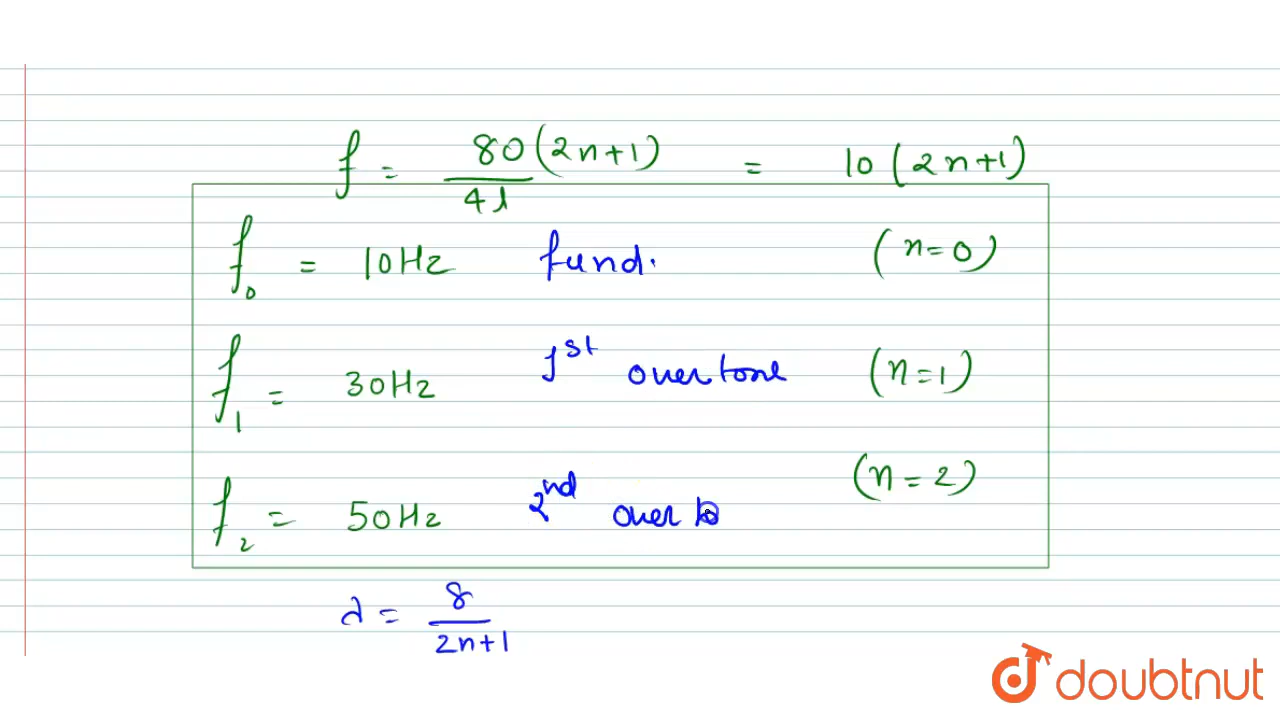 f = 80(2n+1)/4l = 10(2n+1)
f₀ = 10Hz fund. (n=0)
f₁ = 30Hz 1st overtone (n=1)
f₂ = 50Hz 2nd over to (n=2)
λ = 8/2n+1
doubtnut